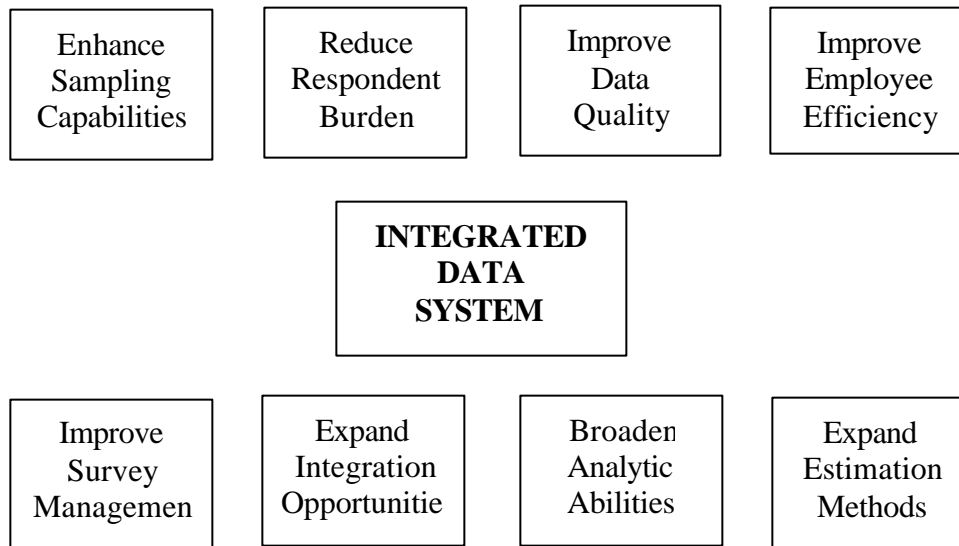 Enhance
Sampling
Capabilities
Reduce
Respondent
Burden
Improve
Data
Quality
Improve
Employee
Efficiency
INTEGRATED
DATA
SYSTEM
Improve
Survey
Managemen
Expand
Integration
Opportunitie
Broaden
Analytic
Abilities
Expand
Estimation
Methods